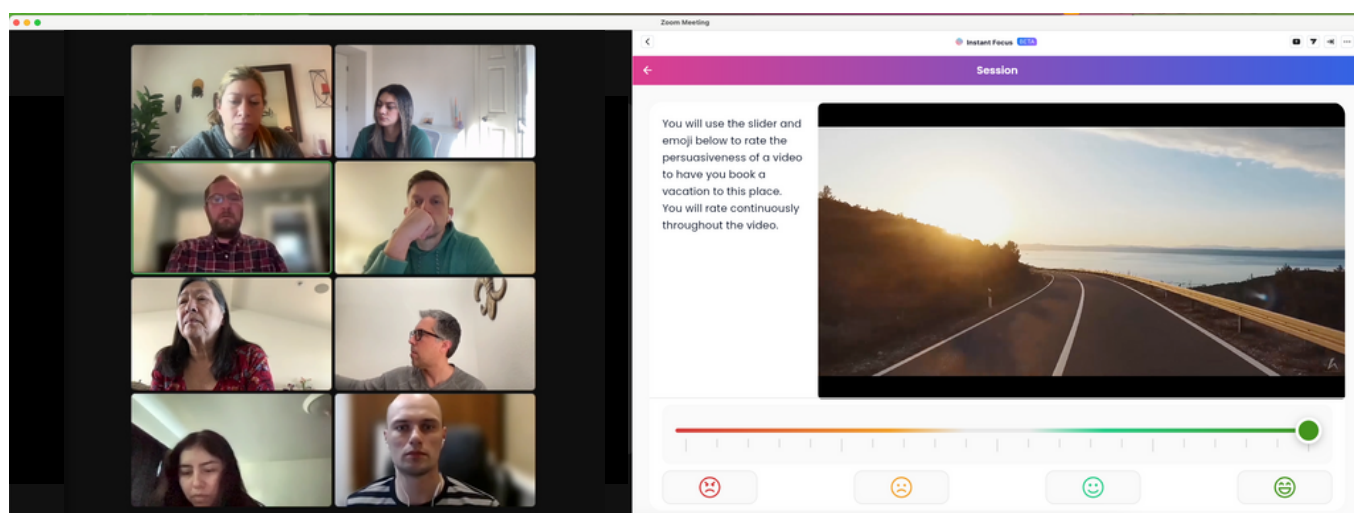 Zoom Meeting
Instant Focus BETA
Session
You will use the slider and
emoji below to rate the
persuasiveness of a video
to have you book a
vacation to this place.
You will rate continuously
throughout the video.